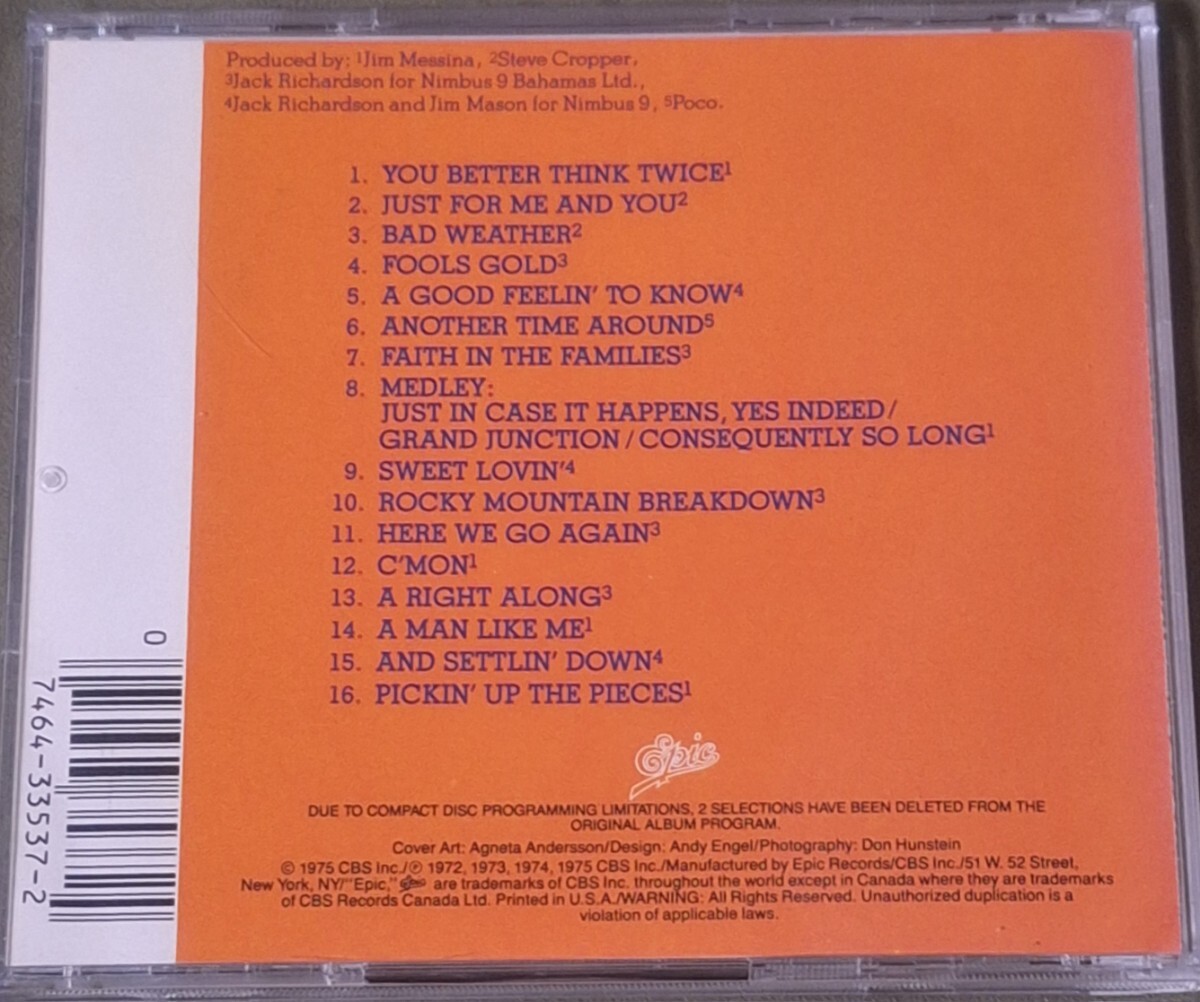 Produced by: ¹Jim Messina, ²Steve Cropper,
³Jack Richardson for Nimbus 9 Bahamas Ltd.,
⁴Jack Richardson and Jim Mason for Nimbus 9, ⁵Poco.
1. YOU BETTER THINK TWICE¹
2. JUST FOR ME AND YOU²
3. BAD WEATHER²
4. FOOLS GOLD³
5. A GOOD FEELIN' TO KNOW⁴
6. ANOTHER TIME AROUND⁵
7. FAITH IN THE FAMILIES³
8. MEDLEY:
JUST IN CASE IT HAPPENS, YES INDEED/
GRAND JUNCTION/CONSEQUENTLY SO LONG¹
9. SWEET LOVIN'⁴
10. ROCKY MOUNTAIN BREAKDOWN³
11. HERE WE GO AGAIN³
12. C'MON¹
13. A RIGHT ALONG³
14. A MAN LIKE ME¹
15. AND SETTLIN' DOWN⁴
16. PICKIN' UP THE PIECES¹
Epic
DUE TO COMPACT DISC PROGRAMMING LIMITATIONS, 2 SELECTIONS HAVE BEEN DELETED FROM THE
ORIGINAL ALBUM PROGRAM.
Cover Art: Agneta Andersson/Design: Andy Engel/Photography: Don Hunstein
© 1975 CBS Inc./℗ 1972, 1973, 1974, 1975 CBS Inc./Manufactured by Epic Records/CBS Inc./51 W. 52 Street,
New York, NY/"Epic," Epic are trademarks of CBS Inc. throughout the world except in Canada where they are trademarks
of CBS Records Canada Ltd. Printed in U.S.A./WARNING: All Rights Reserved. Unauthorized duplication is a
violation of applicable laws.
0
7464-33537-2